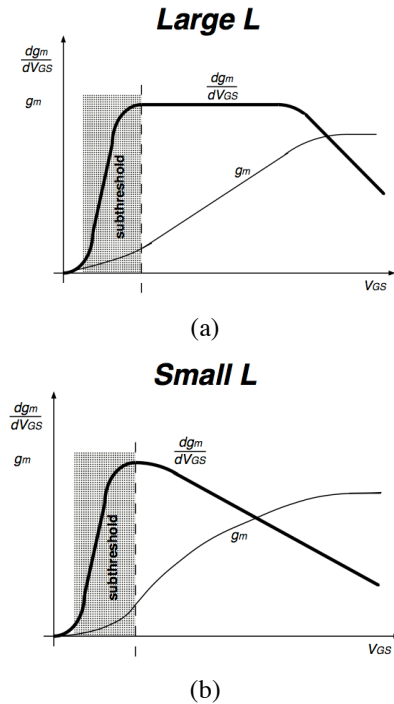 Large L
dgm
dVGS
gm
dgm
dVGS
gm
subthreshold
VGS
(a)
Small L
dgm
dVGS
gm
dgm
dVGS
gm
subthreshold
VGS
(b)